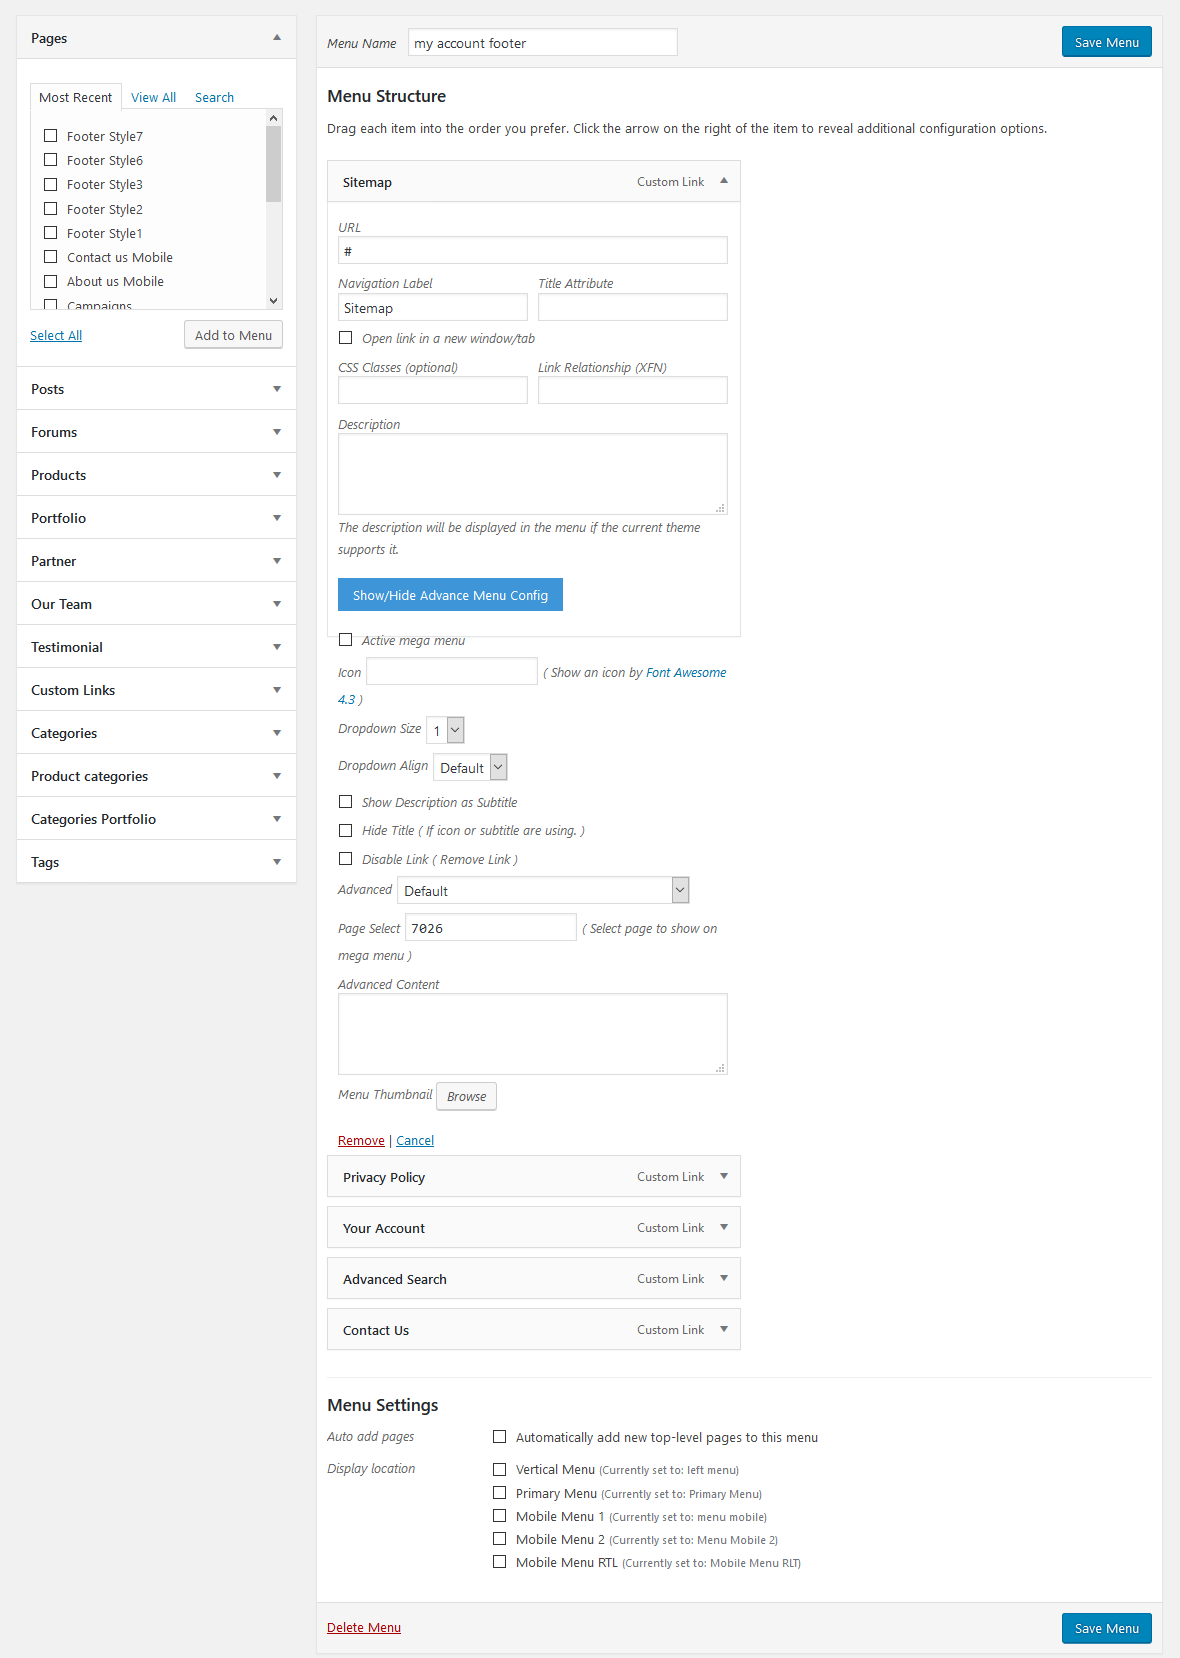 Pages
Most Recent View All Search
Footer Style7
Footer Style6
Footer Style3
Footer Style2
Footer Style1
Contact us Mobile
About us Mobile
Campaigns
Select All Add to Menu
Posts
Forums
Products
Portfolio
Partner
Our Team
Testimonial
Custom Links
Categories
Product categories
Categories Portfolio
Tags
Menu Name my account footer Save Menu
Menu Structure
Drag each item into the order you prefer. Click the arrow on the right of the item to reveal additional configuration options.
Sitemap Custom Link
URL
#
Navigation Label Title Attribute
Sitemap
Open link in a new window/tab
CSS Classes (optional) Link Relationship (XFN)
Description
The description will be displayed in the menu if the current theme
supports it.
Show/Hide Advance Menu Config
Active mega menu
Icon ( Show an icon by Font Awesome
4.3 )
Dropdown Size 1
Dropdown Align Default
Show Description as Subtitle
Hide Title ( If icon or subtitle are using. )
Disable Link ( Remove Link )
Advanced Default
Page Select 7026 ( Select page to show on
mega menu )
Advanced Content
Menu Thumbnail Browse
Remove | Cancel
Privacy Policy Custom Link
Your Account Custom Link
Advanced Search Custom Link
Contact Us Custom Link
Menu Settings
Auto add pages Automatically add new top-level pages to this menu
Display location Vertical Menu (Currently set to: left menu)
Primary Menu (Currently set to: Primary Menu)
Mobile Menu 1 (Currently set to: menu mobile)
Mobile Menu 2 (Currently set to: Menu Mobile 2)
Mobile Menu RTL (Currently set to: Mobile Menu RLT)
Delete Menu Save Menu